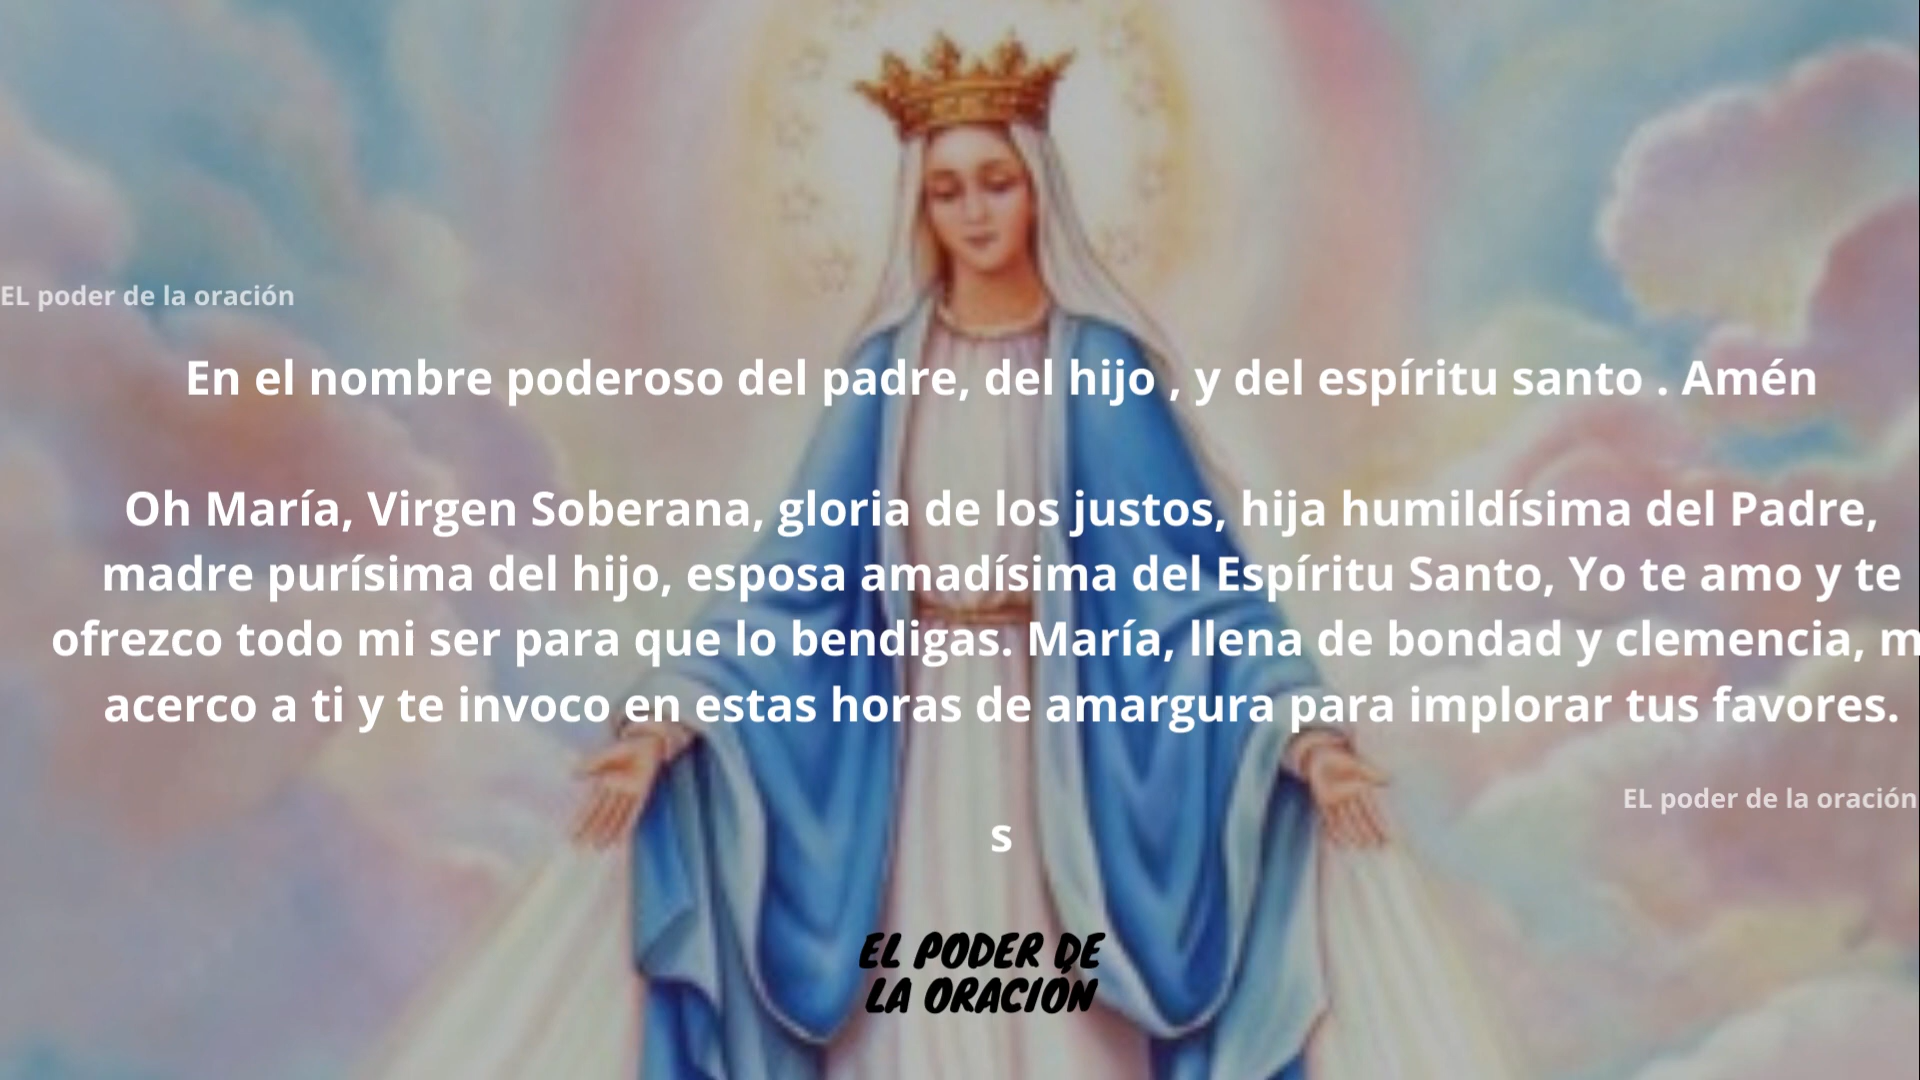 EL poder de la oración
En el nombre poderoso del padre, del hijo , y del espíritu santo . Amén
Oh María, Virgen Soberana, gloria de los justos, hija humildísima del Padre,
madre purísima del hijo, esposa amadísima del Espíritu Santo, Yo te amo y te
ofrezco todo mi ser para que lo bendigas. María, llena de bondad y clemencia, m
acerco a ti y te invoco en estas horas de amargura para implorar tus favores.
EL poder de la oración
s
EL PODER DE
LA ORACIÓN